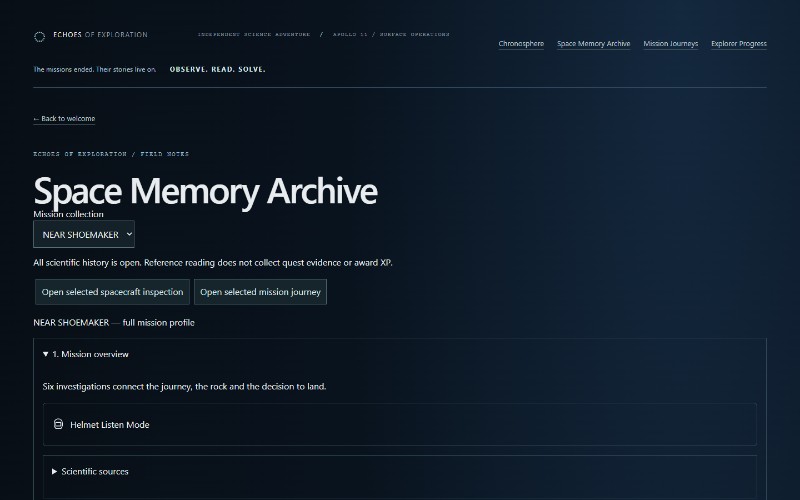 ECHOES OF EXPLORATION
INDEPENDENT SCIENCE ADVENTURE / APOLLO 11 / SURFACE OPERATIONS
Chronosphere Space Memory Archive Mission Journeys Explorer Progress
The missions ended. Their stories live on. OBSERVE. READ. SOLVE.
← Back to welcome
ECHOES OF EXPLORATION / FIELD NOTES
Space Memory Archive
Mission collection
NEAR SHOEMAKER
All scientific history is open. Reference reading does not collect quest evidence or award XP.
Open selected spacecraft inspection Open selected mission journey
NEAR SHOEMAKER — full mission profile
▼ 1. Mission overview
Six investigations connect the journey, the rock and the decision to land.
Helmet Listen Mode
▶ Scientific sources